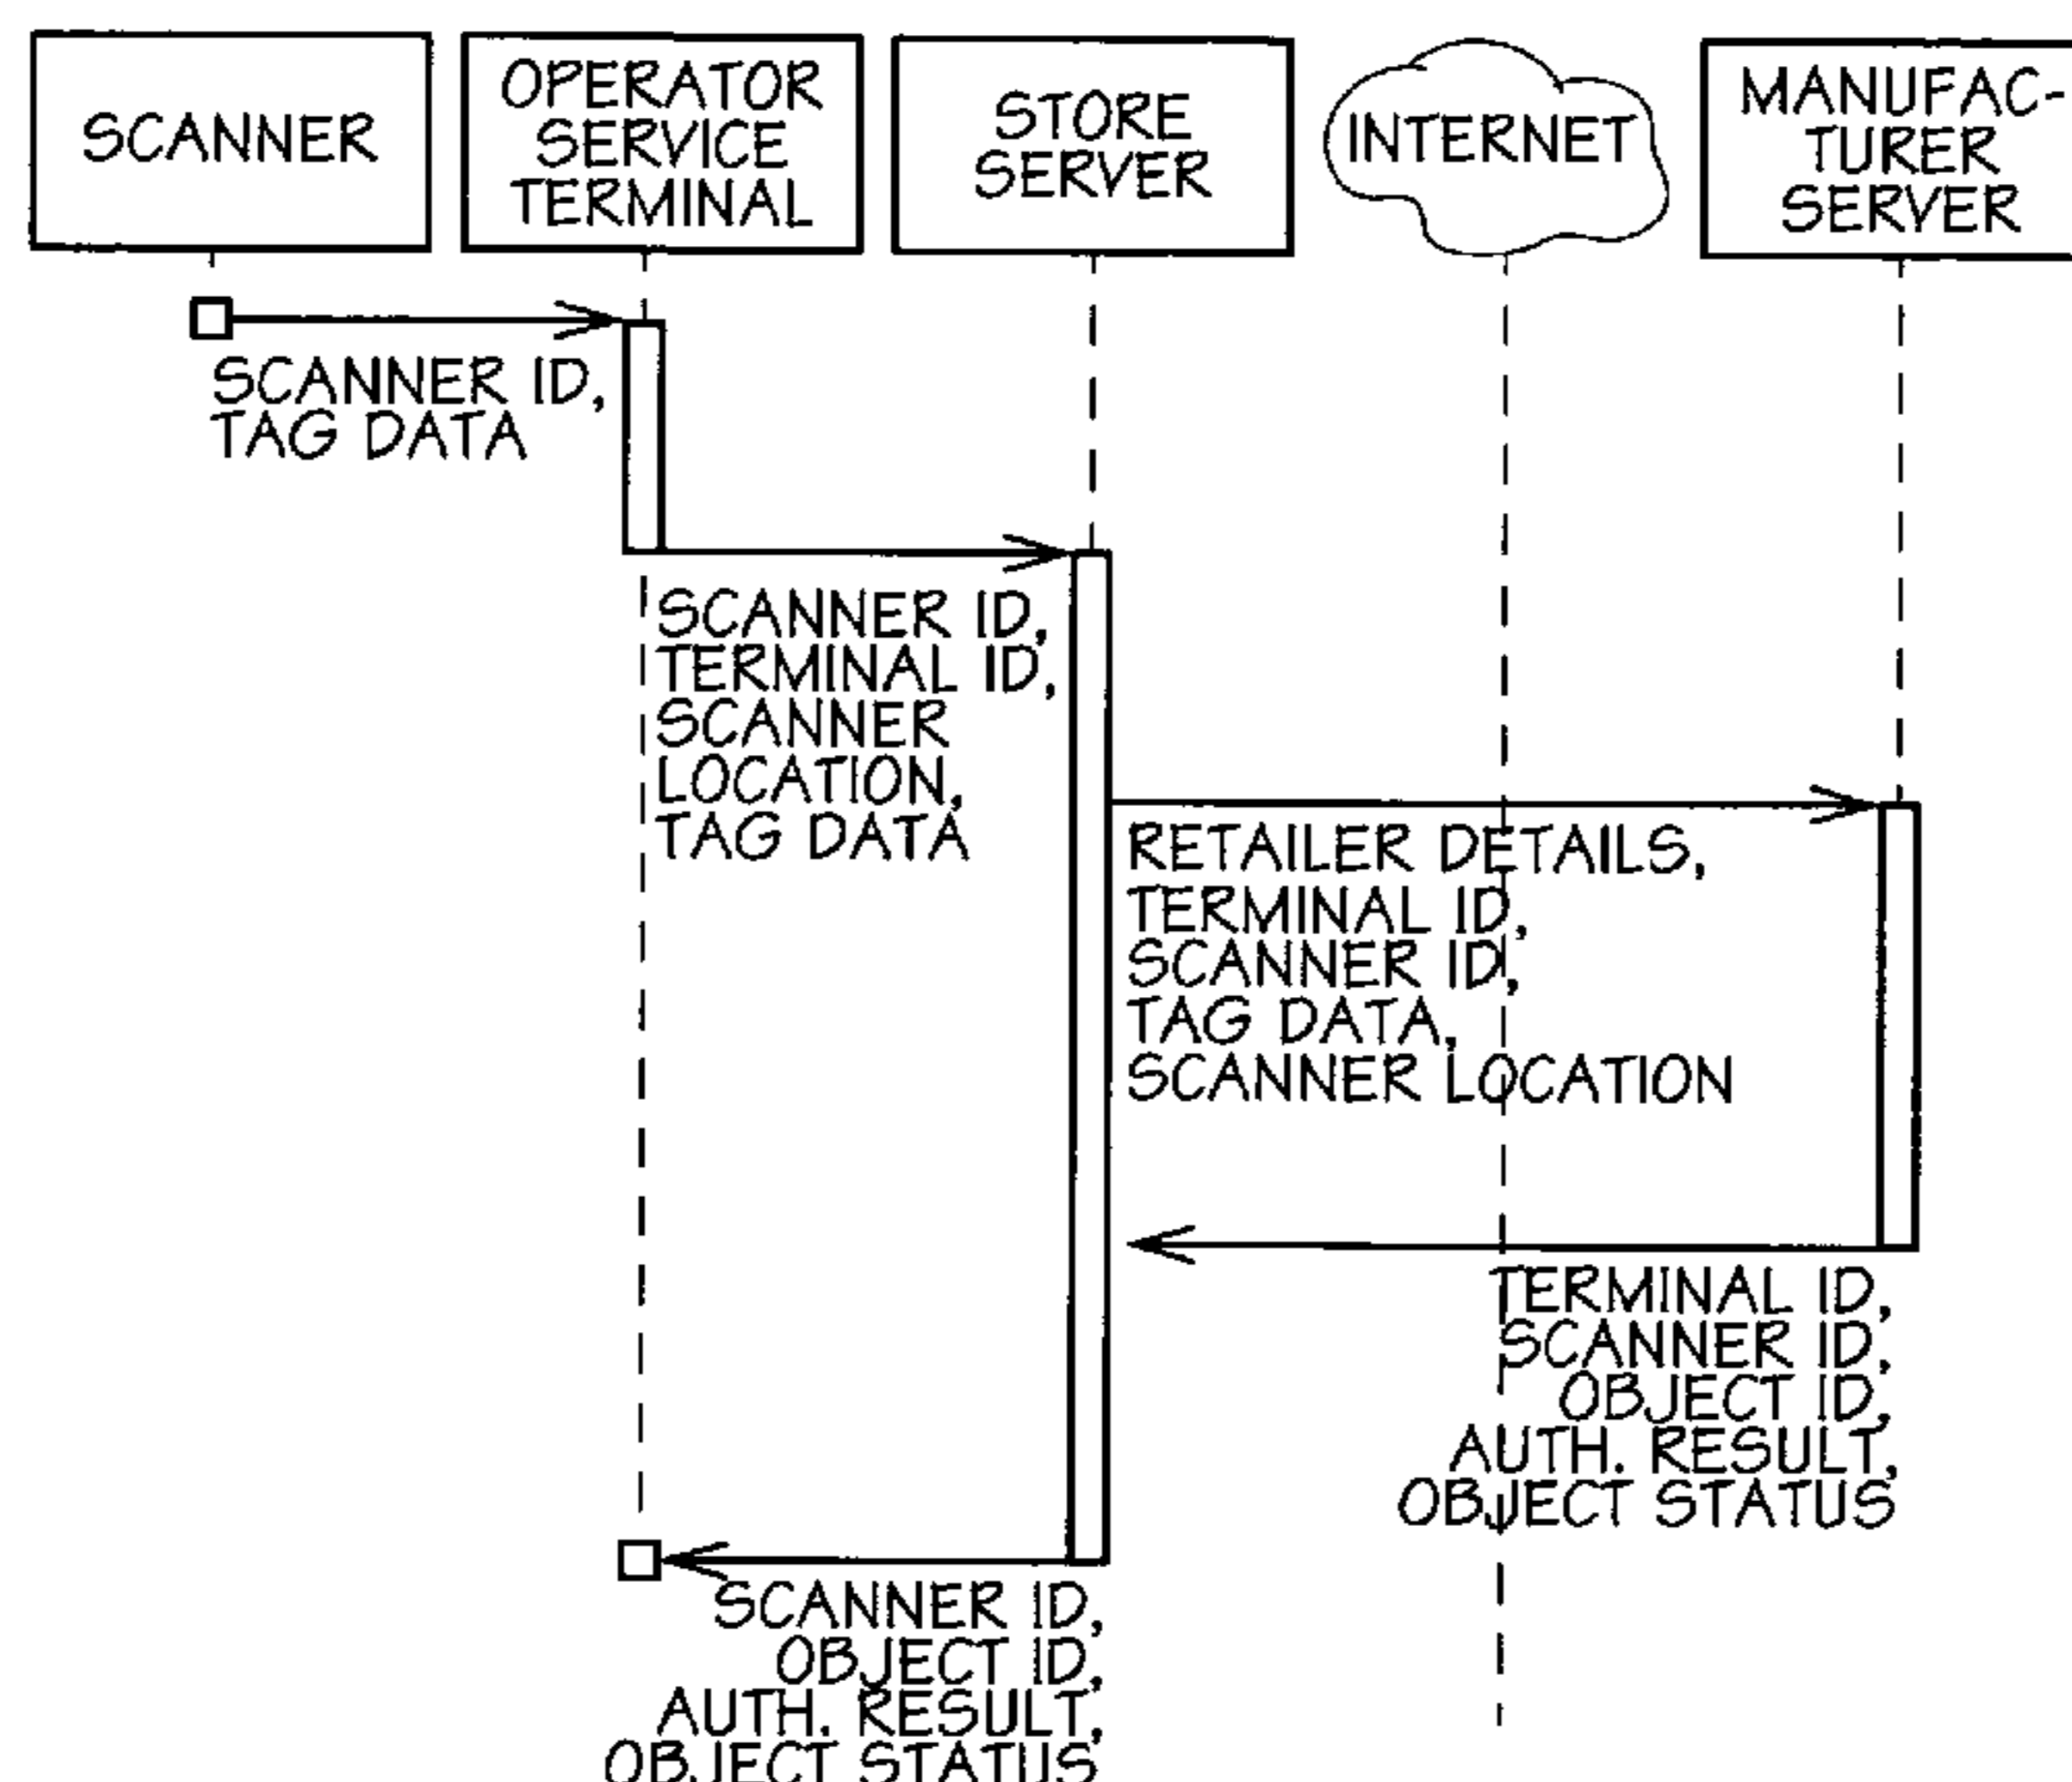 SCANNER
OPERATOR
SERVICE
TERMINAL
STORE
SERVER
INTERNET
MANUFAC-
TURER
SERVER
SCANNER ID,
TAG DATA
SCANNER ID,
TERMINAL ID,
SCANNER
LOCATION,
TAG DATA
RETAILER DETAILS,
TERMINAL ID,
SCANNER ID,
TAG DATA,
SCANNER LOCATION
TERMINAL ID,
SCANNER ID,
OBJECT ID,
AUTH. RESULT,
OBJECT STATUS
SCANNER ID,
OBJECT ID,
AUTH. RESULT,
OBJECT STATUS